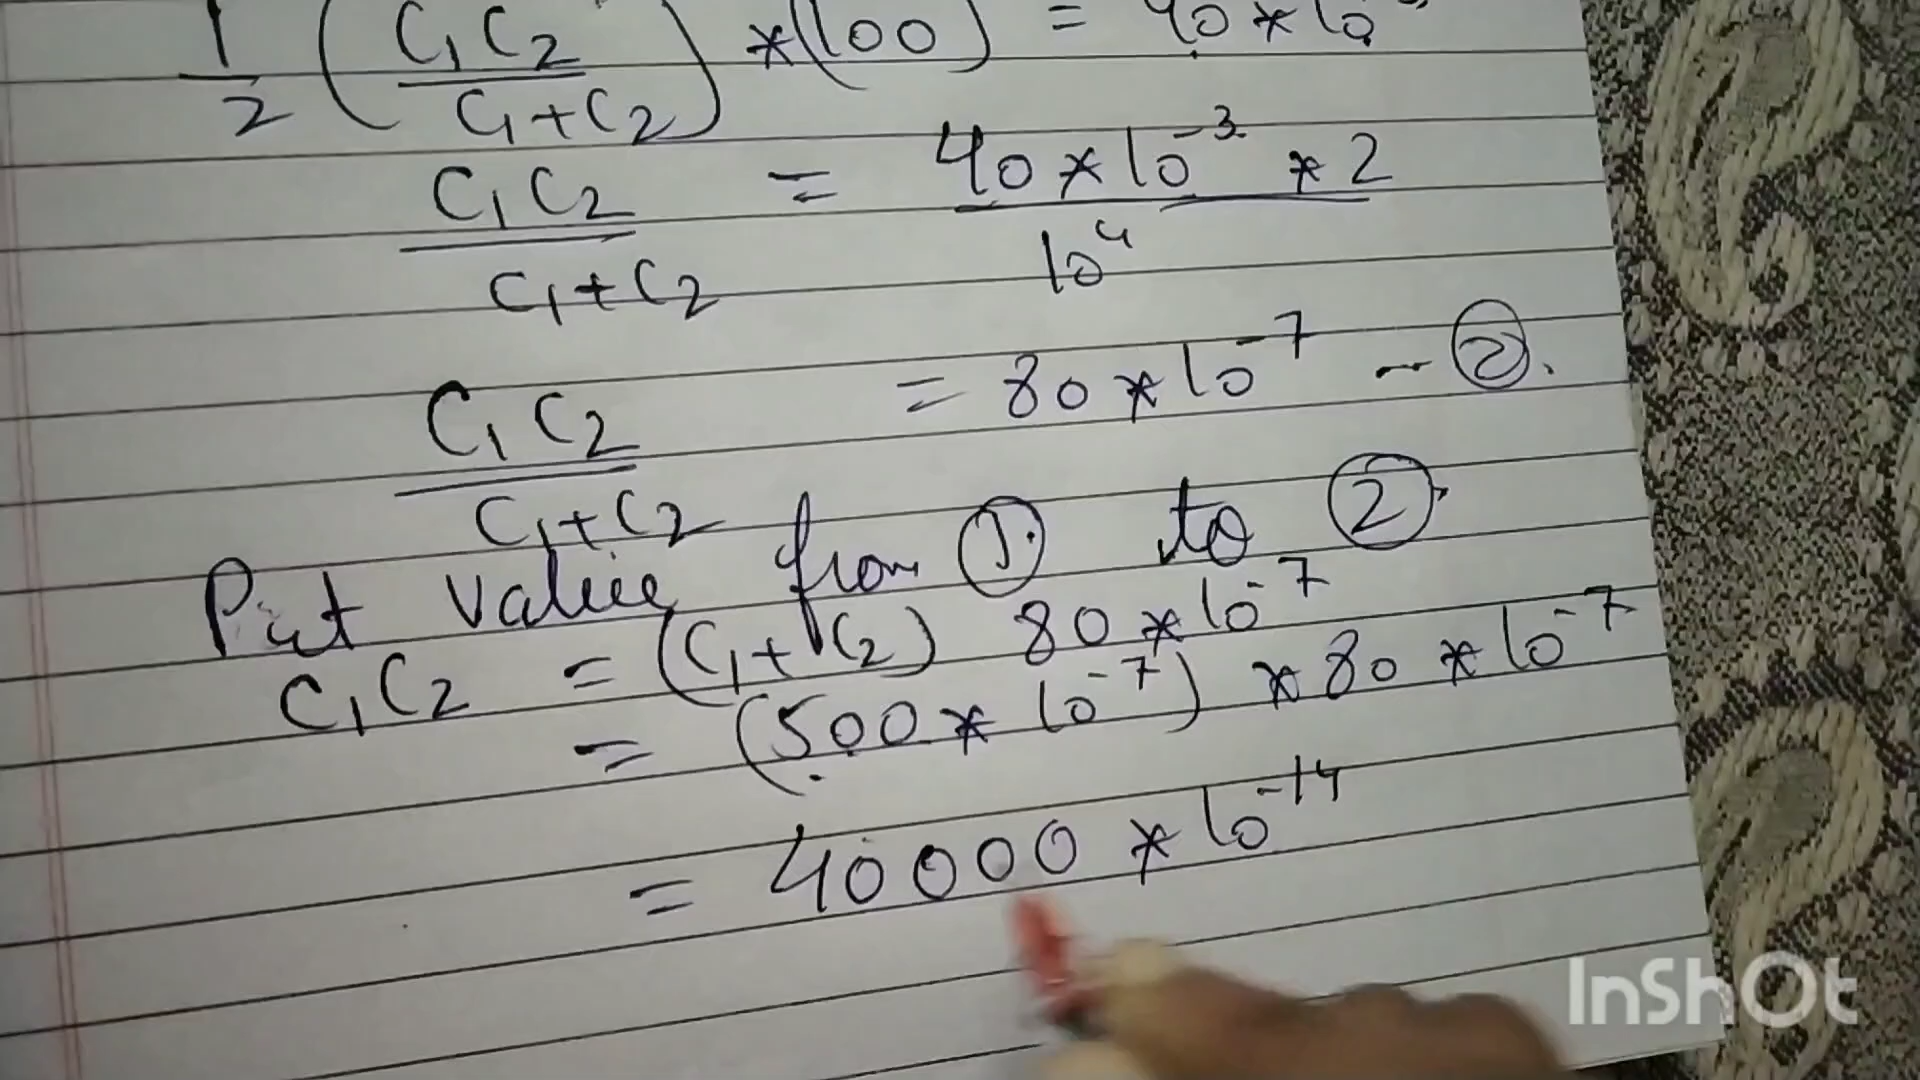 1/2 (C₁C₂/C₁+C₂) * (100) = 40 * 10
C₁C₂/C₁+C₂ = 40 * 10⁻³ * 2/10⁴
C₁C₂/C₁+C₂ = 80 * 10⁻⁷ - ②.
Put value from ① to ②.
C₁C₂ = (C₁+C₂) 80 * 10⁻⁷
= (500 * 10⁻⁷) * 80 * 10⁻⁷
= 40000 * 10⁻¹⁴
InShOt